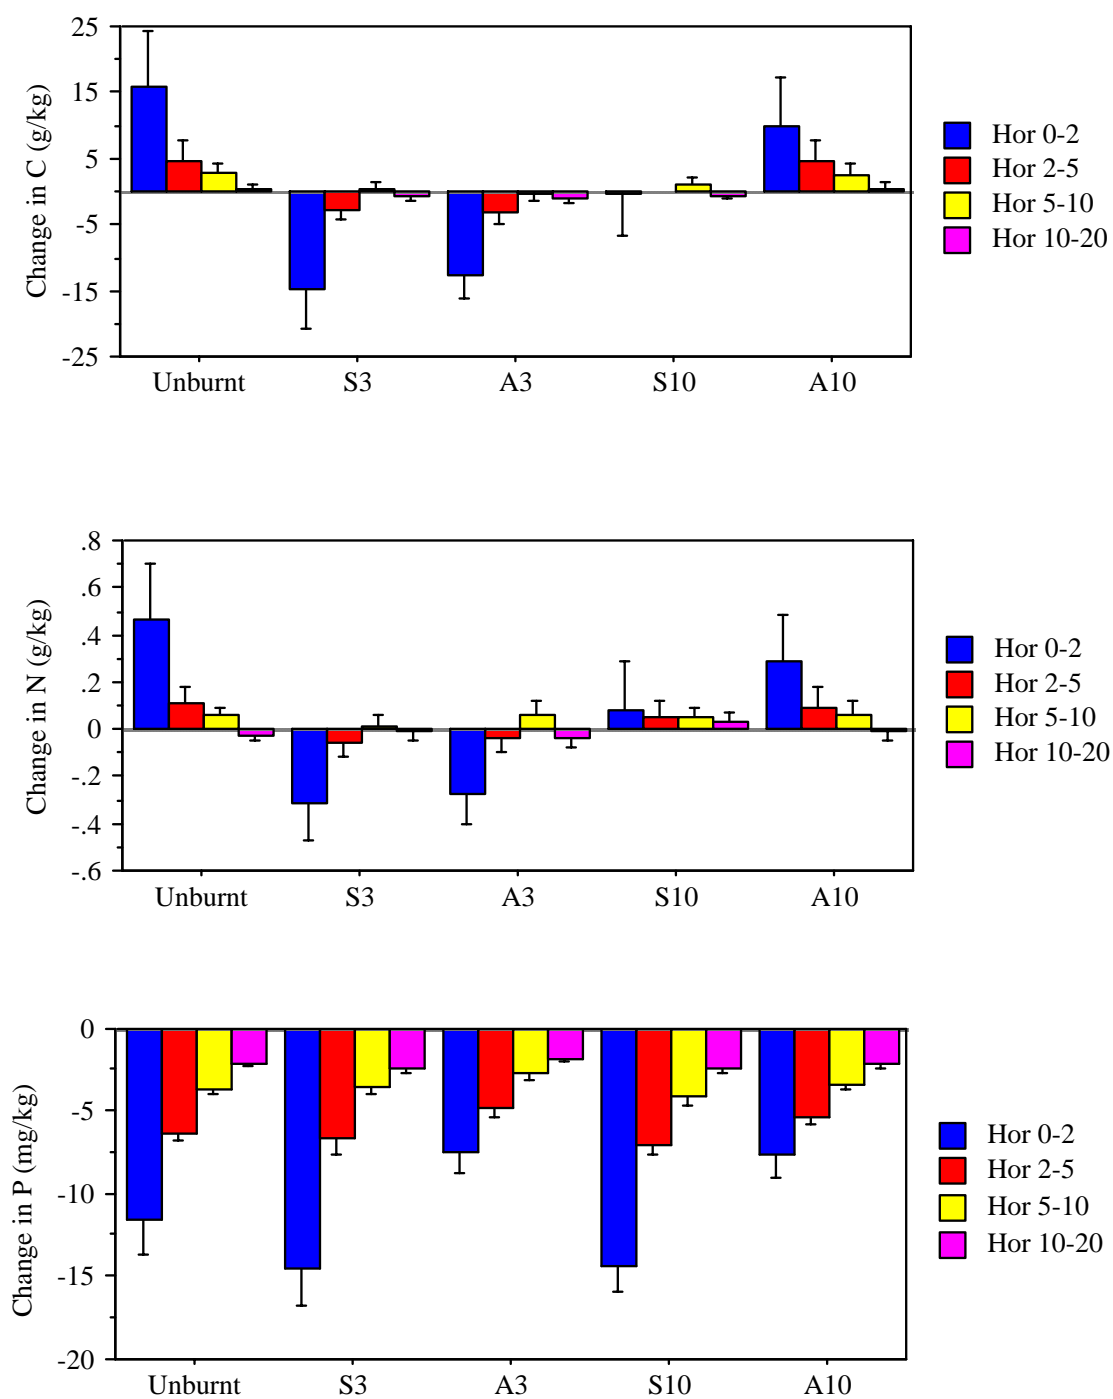 Change in C (g/kg)
25
15
5
-5
-15
-25
Unburnt S3 A3 S10 A10
Hor 0-2
Hor 2-5
Hor 5-10
Hor 10-20
Change in N (g/kg)
.8
.6
.4
.2
0
-.2
-.4
-.6
Unburnt S3 A3 S10 A10
Hor 0-2
Hor 2-5
Hor 5-10
Hor 10-20
Change in P (mg/kg)
0
-5
-10
-15
-20
Unburnt S3 A3 S10 A10
Hor 0-2
Hor 2-5
Hor 5-10
Hor 10-20